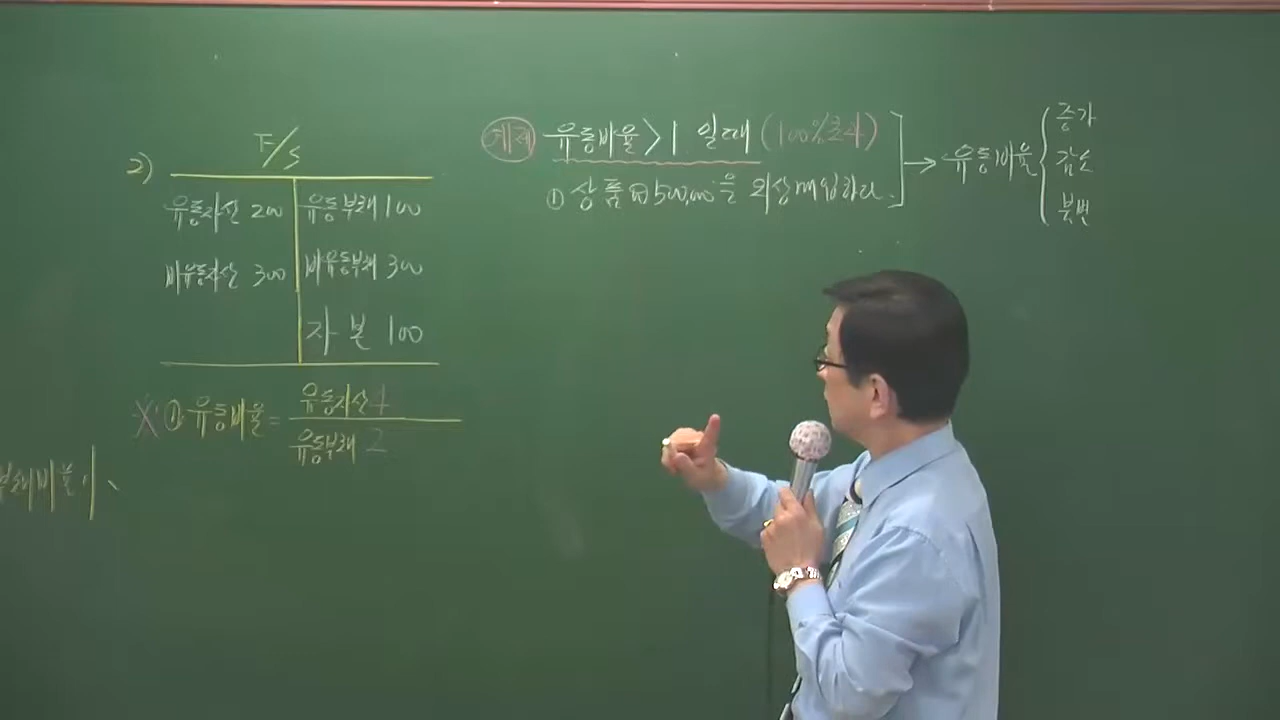 2) F/S
유동자산 200 유동부채 100
비유동자산 300 비유동부채 300
자본 100
※ ① 유동비율 = 유동자산 4
유동부채 2
부채비율
예제 유동비율 > 1 일때 (100%초과)
① 상품 ₩500,000을 외상매입하다.
→ 유동비율
증가
감소
불변